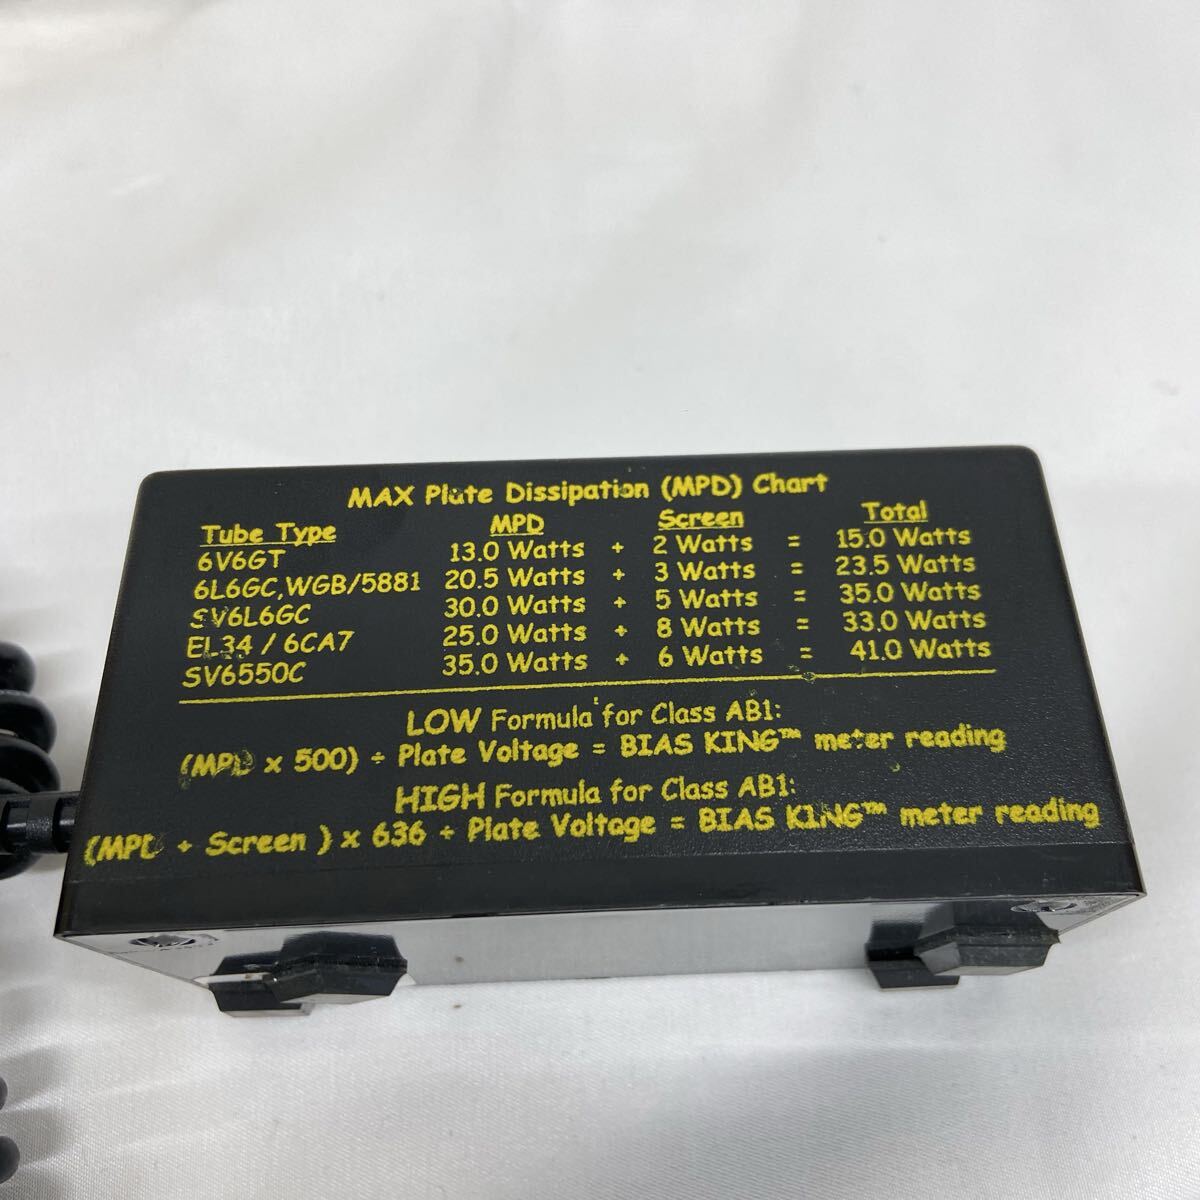 MAX Plate Dissipation (MPD) Chart
Tube Type MPD Screen Total
6V6GT 13.0 Watts + 2 Watts = 15.0 Watts
6L6GC,WGB/5881 20.5 Watts + 3 Watts = 23.5 Watts
SV6L6GC 30.0 Watts + 5 Watts = 35.0 Watts
EL34 / 6CA7 25.0 Watts + 8 Watts = 33.0 Watts
SV6550C 35.0 Watts + 6 Watts = 41.0 Watts
LOW Formula for Class AB1:
(MPD x 500) ÷ Plate Voltage = BIAS KING™ meter reading
HIGH Formula for Class AB1:
(MPD + Screen ) x 636 ÷ Plate Voltage = BIAS KING™ meter reading